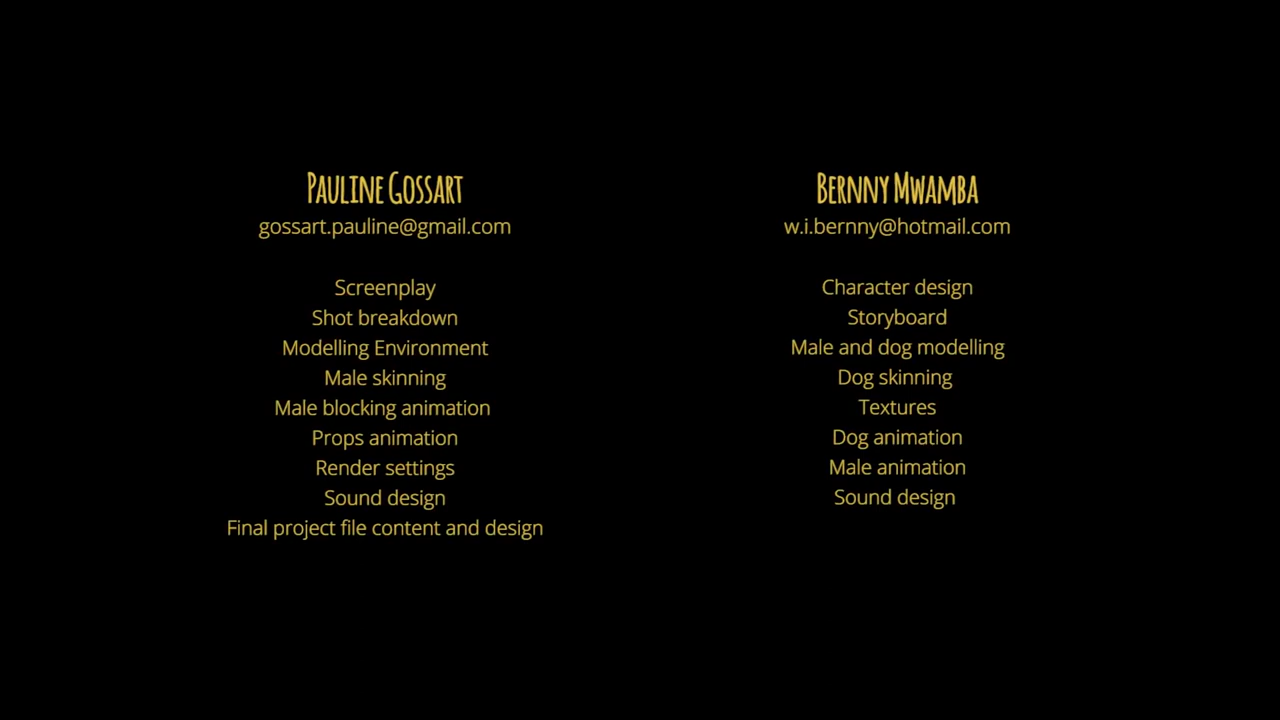 Pauline Gossart
gossart.pauline@gmail.com
Screenplay
Shot breakdown
Modelling Environment
Male skinning
Male blocking animation
Props animation
Render settings
Sound design
Final project file content and design
Bernny Mwamba
w.i.bernny@hotmail.com
Character design
Storyboard
Male and dog modelling
Dog skinning
Textures
Dog animation
Male animation
Sound design